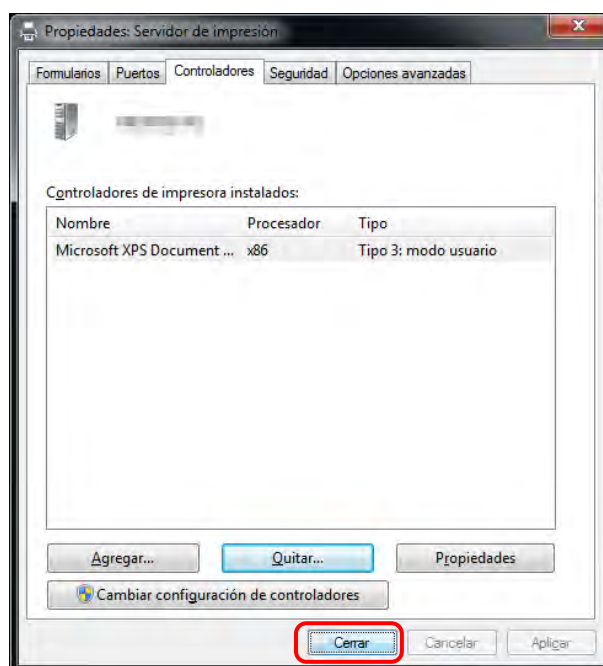 Propiedades: Servidor de impresión
Formularios Puertos Controladores Seguridad Opciones avanzadas
Controladores de impresora instalados:
Nombre Procesador Tipo
Microsoft XPS Document ... x86 Tipo 3: modo usuario
Agregar... Quitar... Propiedades
Cambiar configuración de controladores
Cerrar Cancelar Aplicar